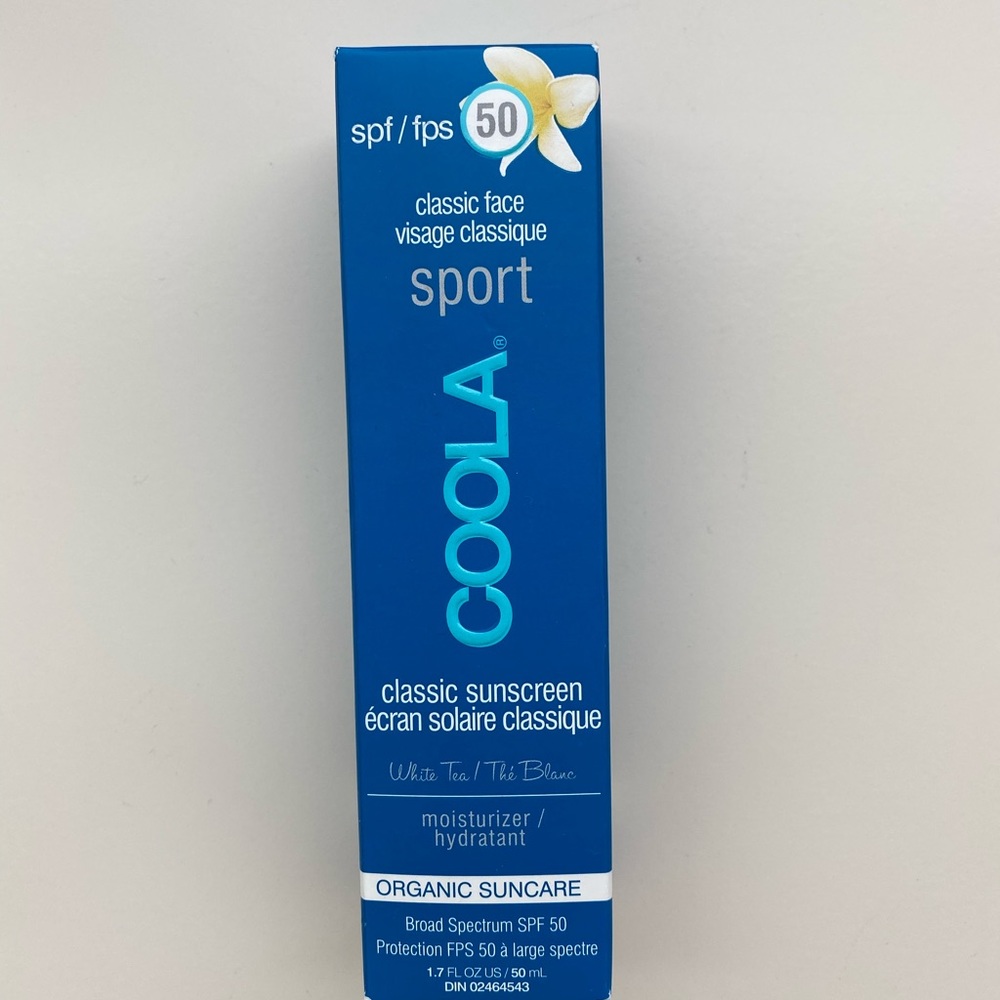 spf / fps 50
classic face
visage classique
sport
COOLA®
classic sunscreen
écran solaire classique
White Tea / Thé Blanc
moisturizer /
hydratant
ORGANIC SUNCARE
Broad Spectrum SPF 50
Protection FPS 50 à large spectre
1.7 FL OZ US / 50 mL
DIN 02464543